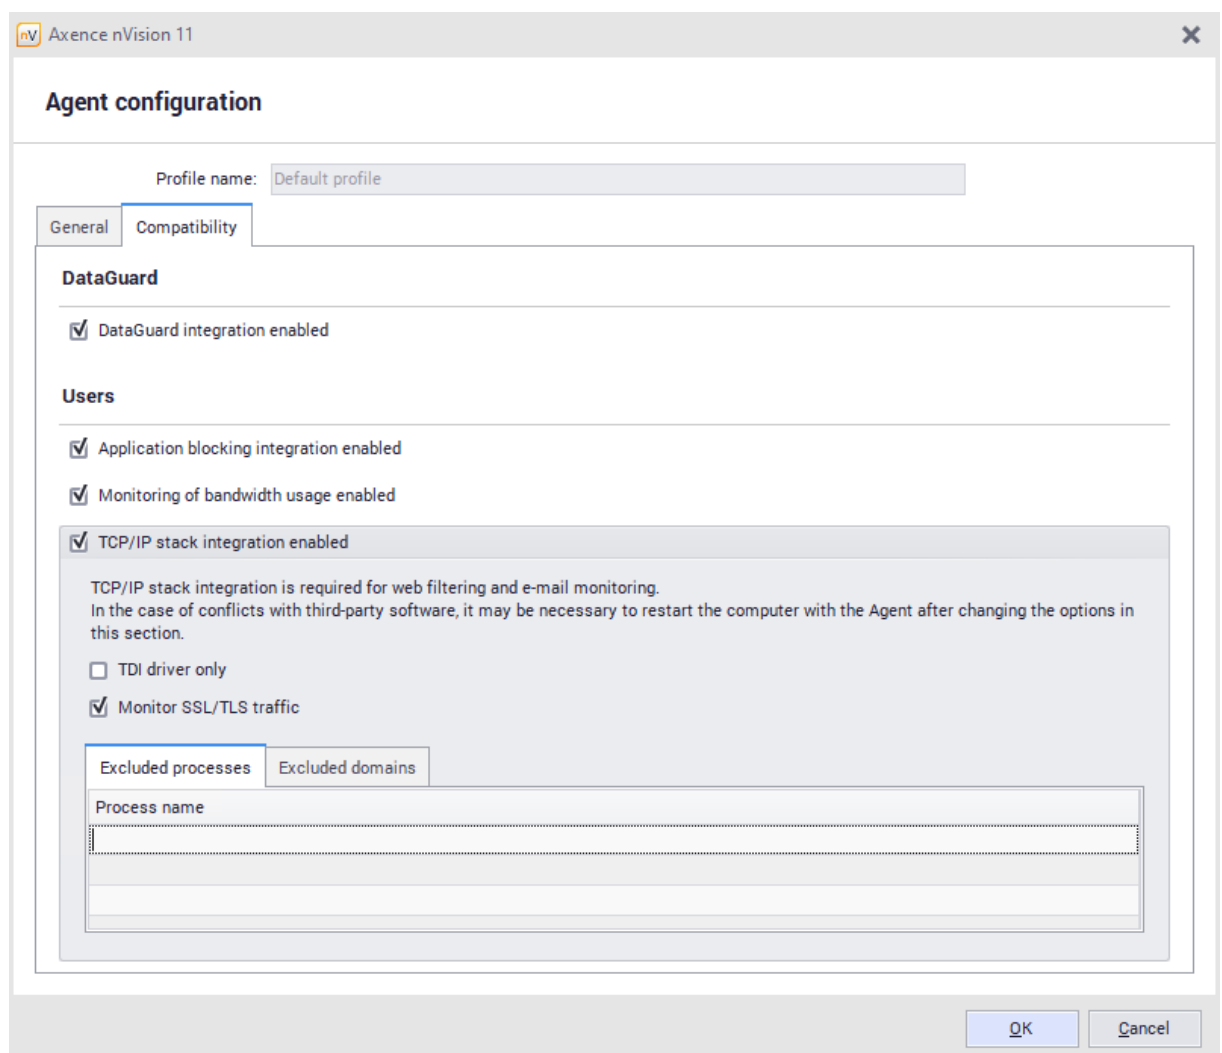 nV Axence nVision 11
Agent configuration
Profile name: Default profile
General Compatibility
DataGuard
DataGuard integration enabled
Users
Application blocking integration enabled
Monitoring of bandwidth usage enabled
TCP/IP stack integration enabled
TCP/IP stack integration is required for web filtering and e-mail monitoring.
In the case of conflicts with third-party software, it may be necessary to restart the computer with the Agent after changing the options in
this section.
TDI driver only
Monitor SSL/TLS traffic
Excluded processes Excluded domains
Process name
OK Cancel